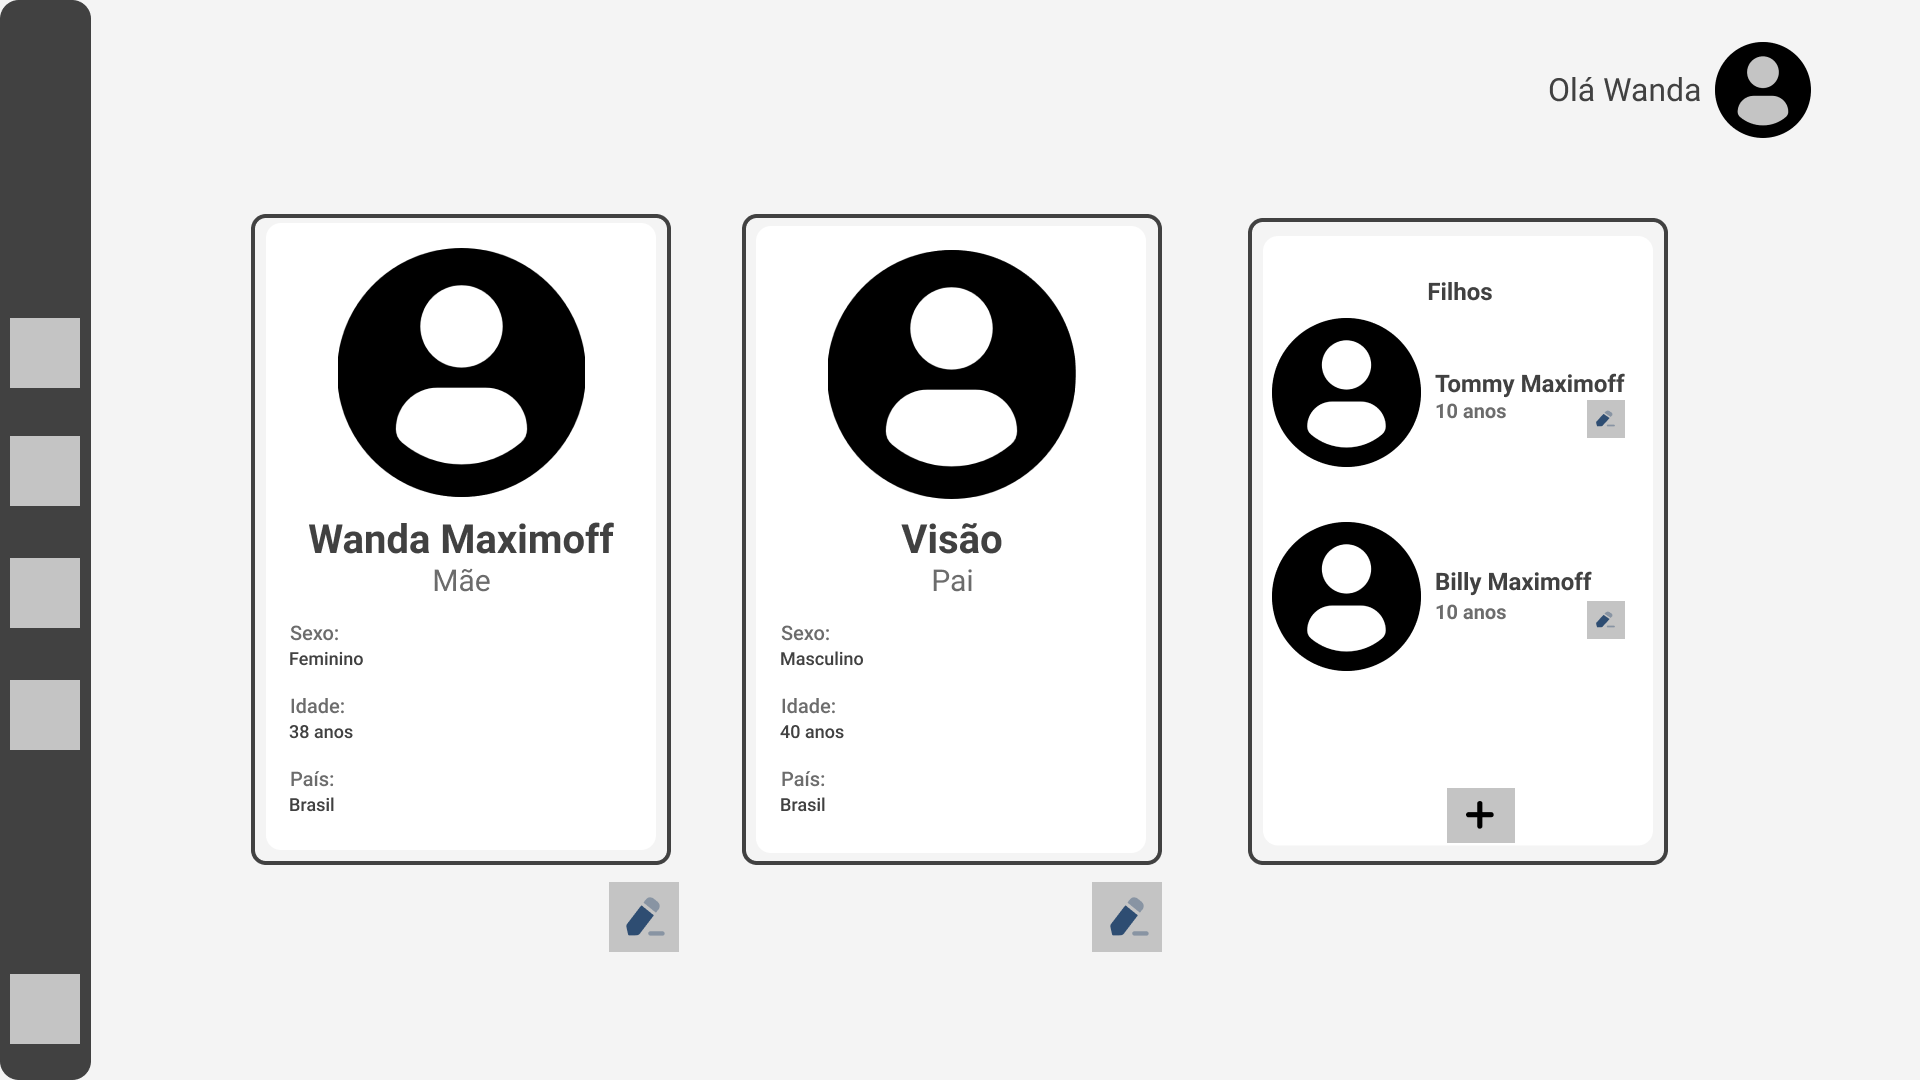 Olá Wanda
Wanda Maximoff
Mãe
Sexo:
Feminino
Idade:
38 anos
País:
Brasil
Visão
Pai
Sexo:
Masculino
Idade:
40 anos
País:
Brasil
Filhos
Tommy Maximoff
10 anos
Billy Maximoff
10 anos